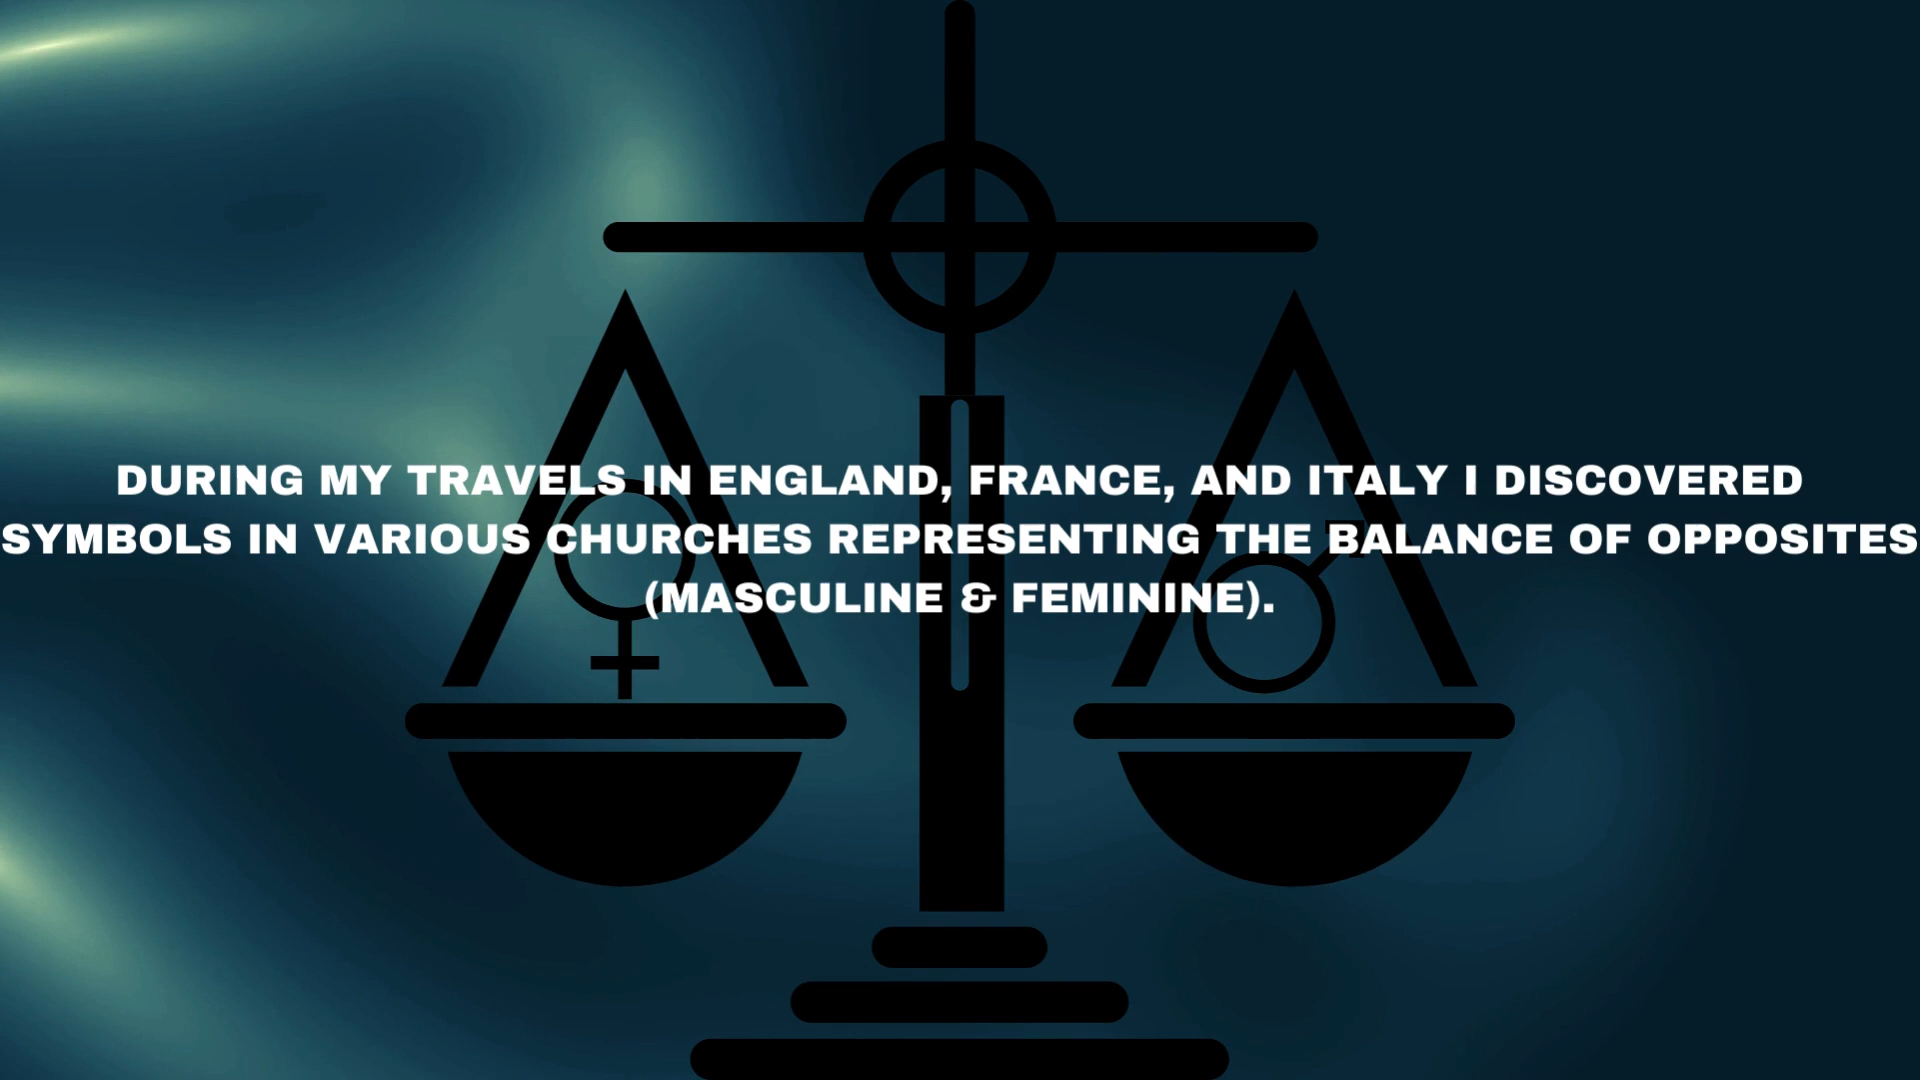 DURING MY TRAVELS IN ENGLAND, FRANCE, AND ITALY I DISCOVERED
SYMBOLS IN VARIOUS CHURCHES REPRESENTING THE BALANCE OF OPPOSITES
(MASCULINE & FEMININE).